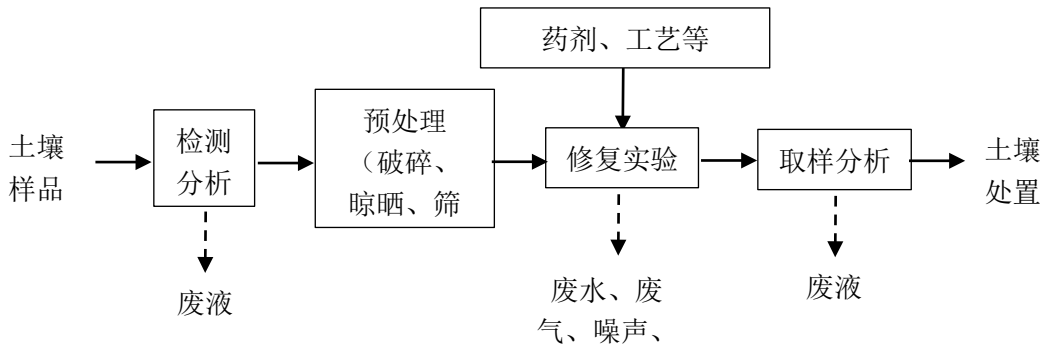 药剂、工艺等
土壤
样品
检测
分析
预处理
（破碎、
晾晒、筛
修复实验
取样分析
土壤
处置
废液
废水、废
气、噪声、
废液